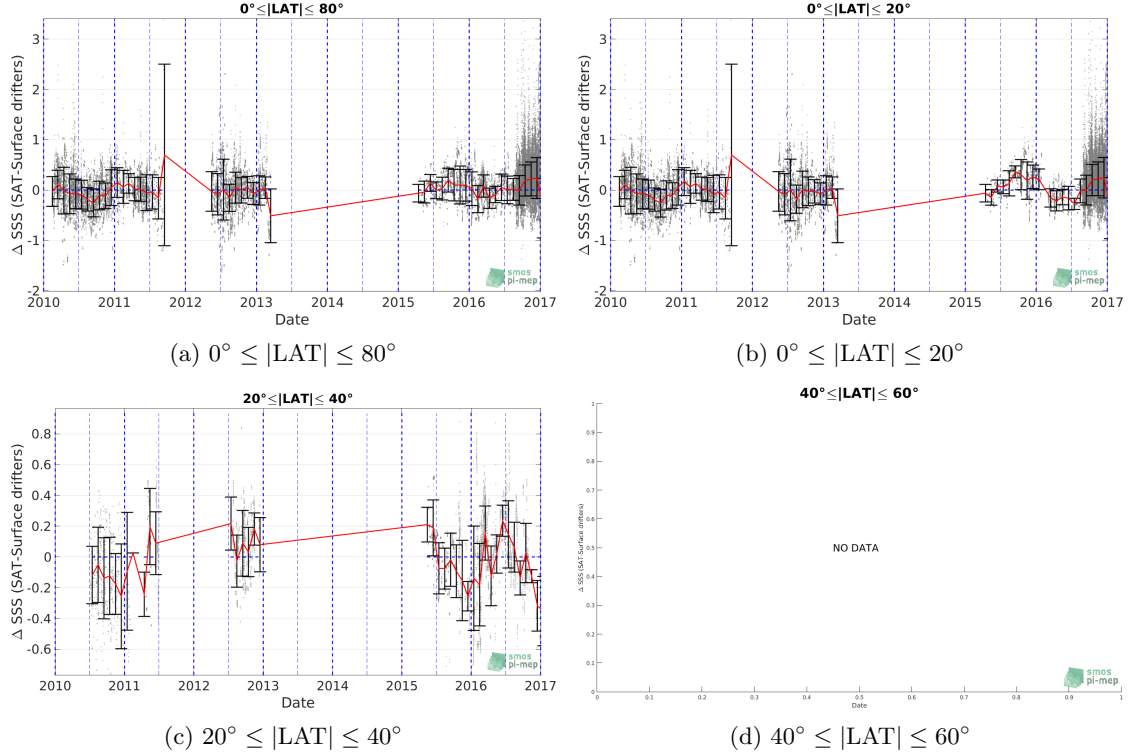 0°≤|LAT|≤ 80°
Δ SSS (SAT-Surface drifters)
3
2
1
0
-1
-2
2010 2011 2012 2013 2014 2015 2016 2017
Date
smos
pi-mep
(a) 0° ≤ |LAT| ≤ 80°
0°≤|LAT|≤ 20°
Δ SSS (SAT-Surface drifters)
3
2
1
0
-1
-2
2010 2011 2012 2013 2014 2015 2016 2017
Date
smos
pi-mep
(b) 0° ≤ |LAT| ≤ 20°
20°≤|LAT|≤ 40°
Δ SSS (SAT-Surface drifters)
0.8
0.6
0.4
0.2
0
-0.2
-0.4
-0.6
2010 2011 2012 2013 2014 2015 2016 2017
Date
smos
pi-mep
(c) 20° ≤ |LAT| ≤ 40°
40°≤|LAT|≤ 60°
Δ SSS (SAT-Surface drifters)
1
0.9
0.8
0.7
0.6
0.5
0.4
0.3
0.2
0.1
0
NO DATA
0 0.1 0.2 0.3 0.4 0.5 0.6 0.7 0.8 0.9 1
Date
smos
pi-mep
(d) 40° ≤ |LAT| ≤ 60°